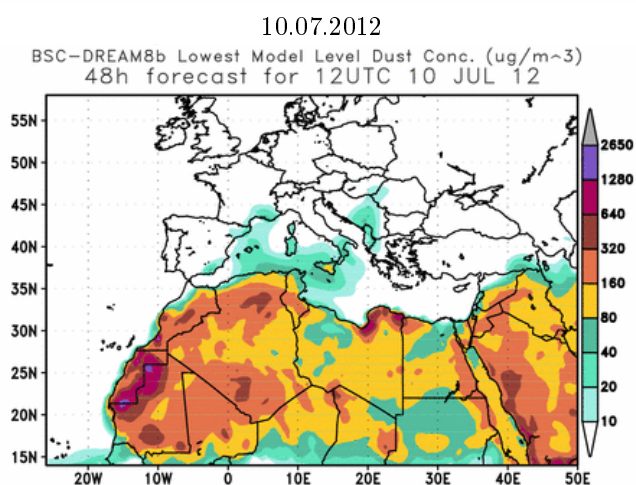 10.07.2012
BSC-DREAM8b Lowest Model Level Dust Conc. (ug/m^3)
48h forecast for 12UTC 10 JUL 12
55N
50N
45N
40N
35N
30N
25N
20N
15N
20W 10W 0 10E 20E 30E 40E 50E
2650
1280
640
320
160
80
40
20
10